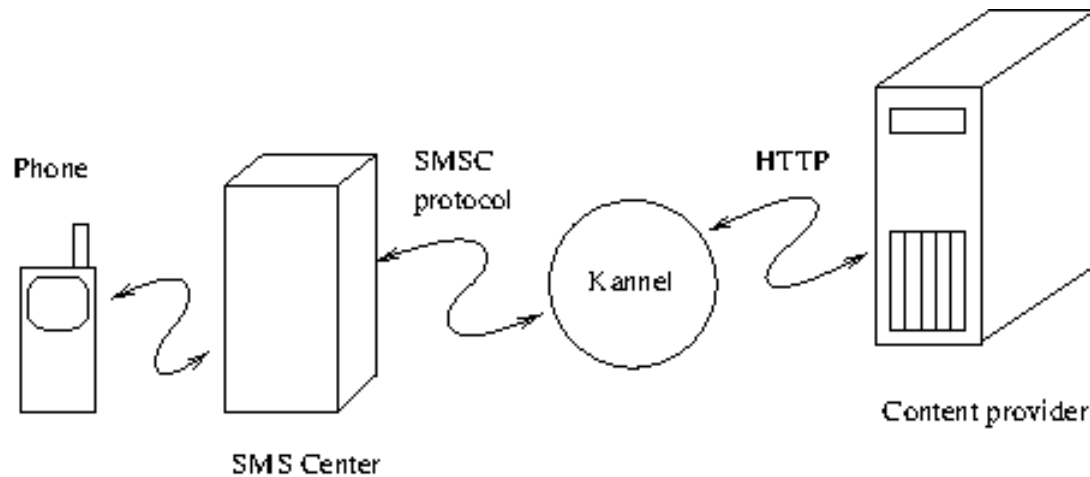 Phone
SMSC
protocol
HTTP
Kannel
Content provider
SMS Center